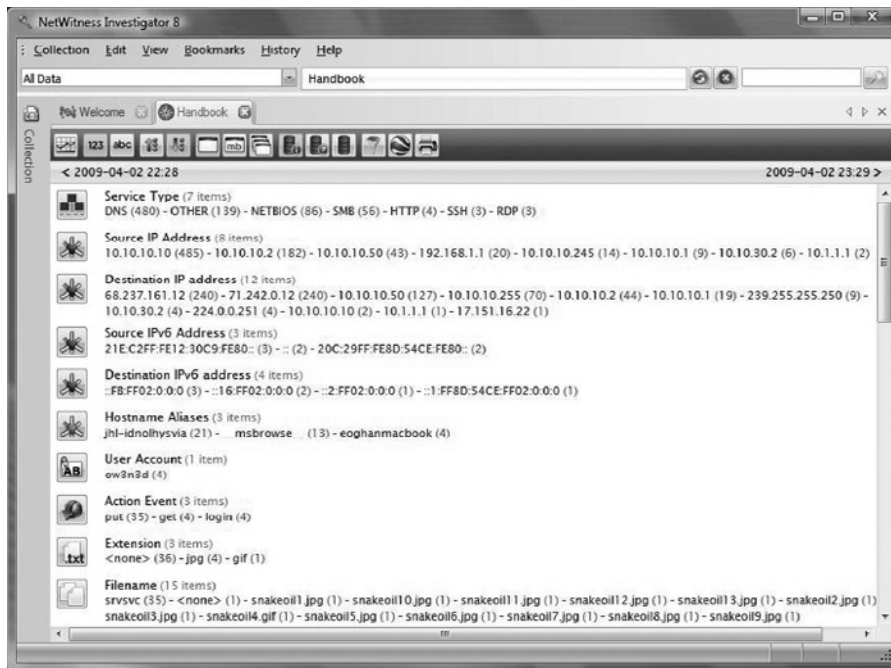 NetWitness Investigator 8
Collection Edit View Bookmarks History Help
All Data
Handbook
Welcome
Handbook
Collection
123 abc mb
< 2009-04-02 22:28
2009-04-02 23:29 >
Service Type (7 items)
DNS (480) - OTHER (139) - NETBIOS (86) - SMB (56) - HTTP (4) - SSH (3) - RDP (3)
Source IP Address (8 items)
10.10.10.10 (485) - 10.10.10.2 (182) - 10.10.10.50 (43) - 192.168.1.1 (20) - 10.10.10.245 (14) - 10.10.10.1 (9) - 10.10.30.2 (6) - 10.1.1.1 (2)
Destination IP address (12 items)
68.237.161.12 (240) - 71.242.0.12 (240) - 10.10.10.50 (127) - 10.10.10.255 (70) - 10.10.10.2 (44) - 10.10.10.1 (19) - 239.255.255.250 (9) -
10.10.30.2 (4) - 224.0.0.251 (4) - 10.10.10.10 (2) - 10.1.1.1 (1) - 17.151.16.22 (1)
Source IPv6 Address (3 items)
21E:C2FF:FE12:30C9:FE80:: (3) - :: (2) - 20C:29FF:FE8D:54CE:FE80:: (2)
Destination IPv6 address (4 items)
::FB:FF02:0:0:0 (3) - ::16:FF02:0:0:0 (2) - ::2:FF02:0:0:0 (1) - ::1:FF8D:54CE:FF02:0:0:0 (1)
Hostname Aliases (3 items)
jhl-idnolhysvia (21) - __msbrowse__ (13) - eoghanmacbook (4)
AB
User Account (1 item)
ow3n3d (4)
Action Event (3 items)
put (35) - get (4) - login (4)
.txt
Extension (3 items)
<none> (36) - jpg (4) - gif (1)
Filename (15 items)
srvsvc (35) - <none> (1) - snakeoil1.jpg (1) - snakeoil10.jpg (1) - snakeoil11.jpg (1) - snakeoil12.jpg (1) - snakeoil13.jpg (1) - snakeoil2.jpg (1)
snakeoil3.jpg (1) - snakeoil4.gif (1) - snakeoil5.jpg (1) - snakeoil6.jpg (1) - snakeoil7.jpg (1) - snakeoil8.jpg (1) - snakeoil9.jpg (1)